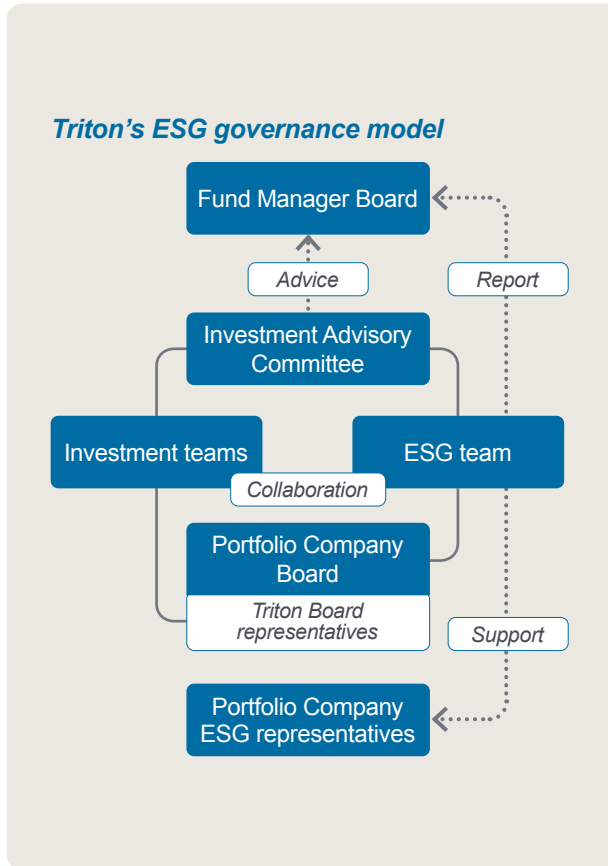 Triton’s ESG governance model
Fund Manager Board
Advice
Report
Investment Advisory
Committee
Investment teams
ESG team
Collaboration
Portfolio Company
Board
Triton Board
representatives
Support
Portfolio Company
ESG representatives